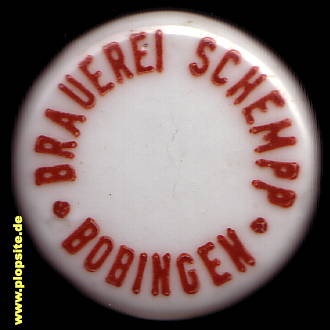 BRAUEREI SCHEMPP
• BOBINGEN •
www.plopsite.de